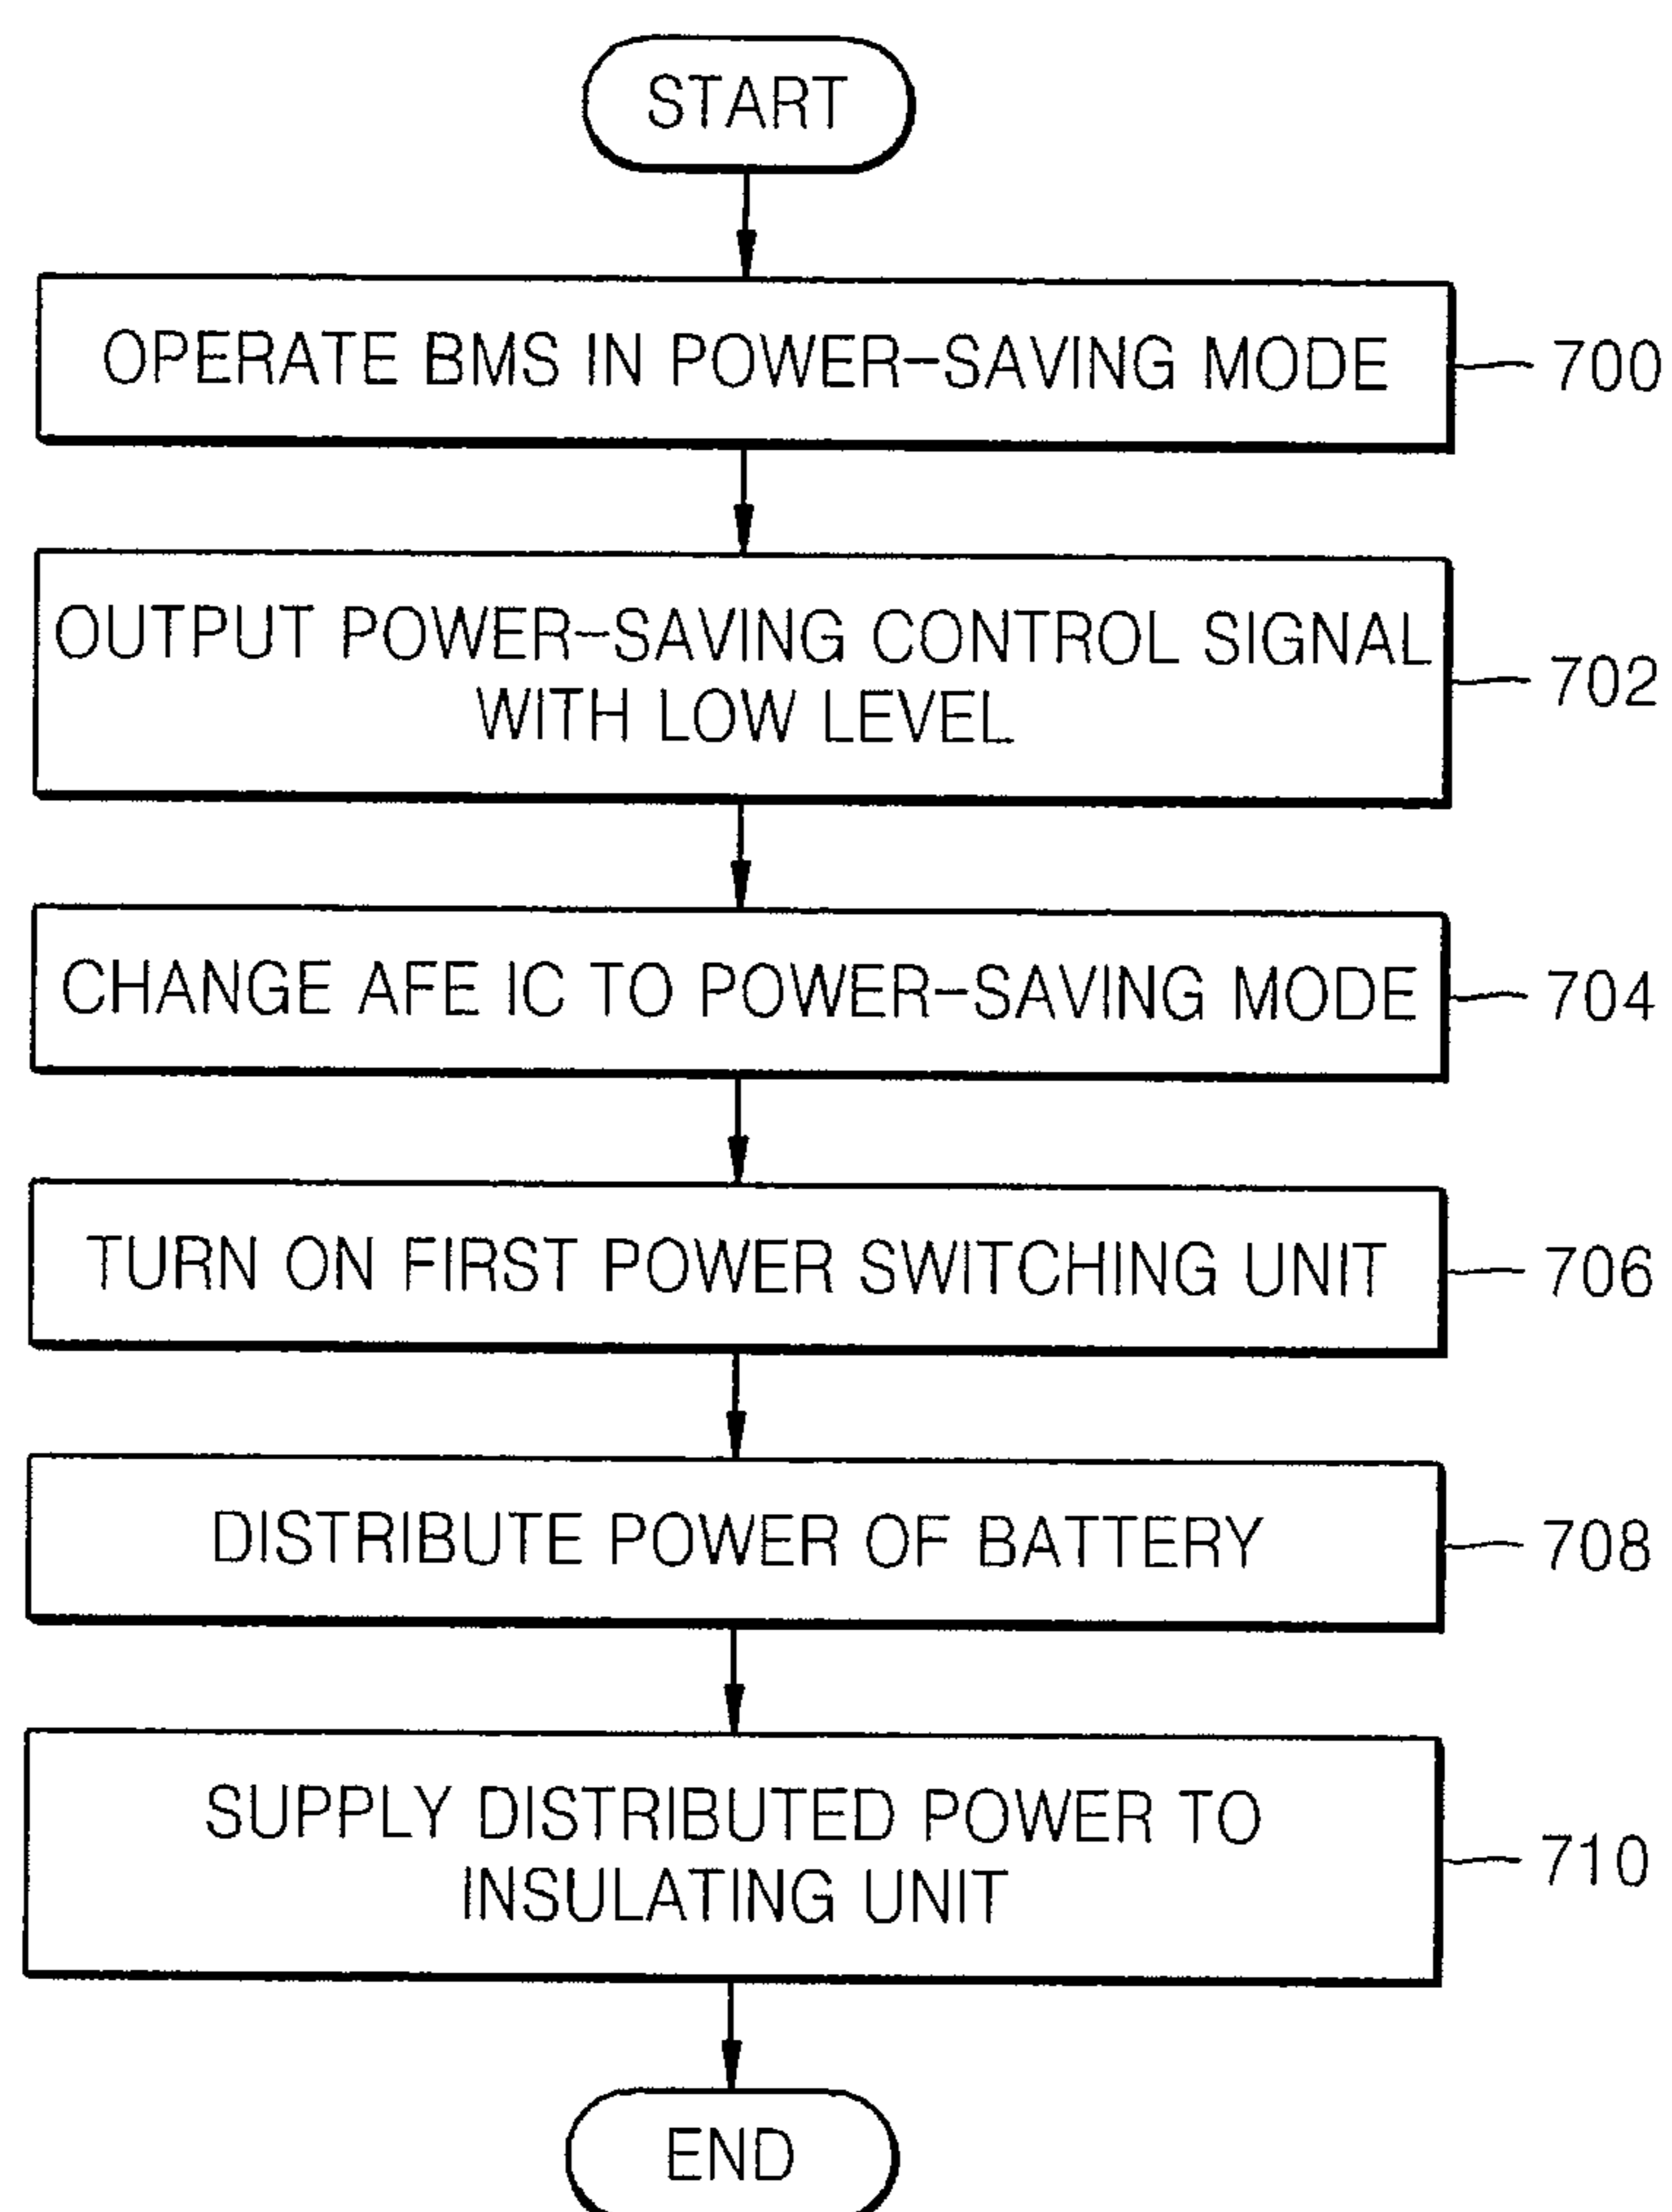 START
OPERATE BMS IN POWER-SAVING MODE
700
OUTPUT POWER-SAVING CONTROL SIGNAL
WITH LOW LEVEL
702
CHANGE AFE IC TO POWER-SAVING MODE
704
TURN ON FIRST POWER SWITCHING UNIT
706
DISTRIBUTE POWER OF BATTERY
708
SUPPLY DISTRIBUTED POWER TO
INSULATING UNIT
710
END